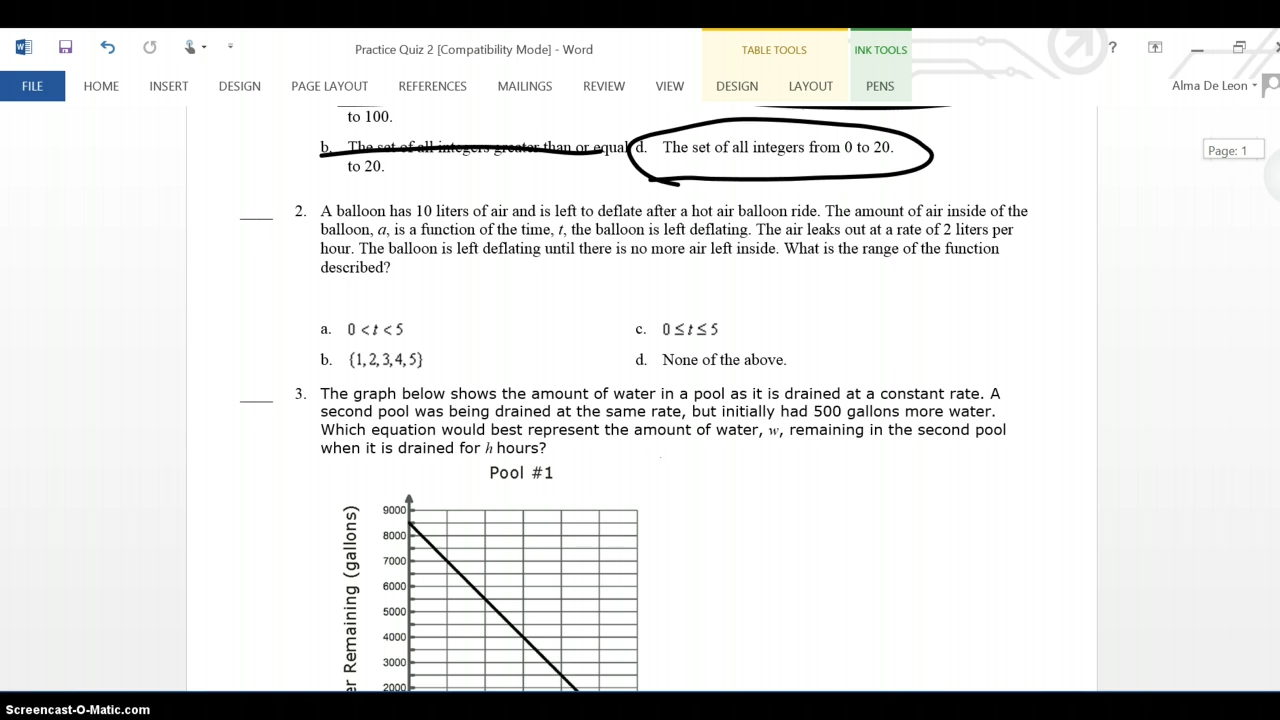 Practice Quiz 2 [Compatibility Mode] - Word
TABLE TOOLS
INK TOOLS
?
FILE
HOME
INSERT
DESIGN
PAGE LAYOUT
REFERENCES
MAILINGS
REVIEW
VIEW
DESIGN
LAYOUT
PENS
Alma De Leon
Page: 1
to 100.
b. The set of all integers greater than or equal
to 20.
d. The set of all integers from 0 to 20.
____ 2. A balloon has 10 liters of air and is left to deflate after a hot air balloon ride. The amount of air inside of the
balloon, a, is a function of the time, t, the balloon is left deflating. The air leaks out at a rate of 2 liters per
hour. The balloon is left deflating until there is no more air left inside. What is the range of the function
described?
a. 0 < t < 5
c. 0 ≤ t ≤ 5
b. {1, 2, 3, 4, 5}
d. None of the above.
____ 3. The graph below shows the amount of water in a pool as it is drained at a constant rate. A
second pool was being drained at the same rate, but initially had 500 gallons more water.
Which equation would best represent the amount of water, w, remaining in the second pool
when it is drained for h hours?
Pool #1
er Remaining (gallons)
9000
8000
7000
6000
5000
4000
3000
2000
Screencast-O-Matic.com